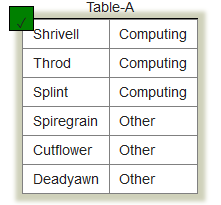 Table-A
Shrivell Computing
Throd Computing
Splint Computing
Spiregrain Other
Cutflower Other
Deadyawn Other